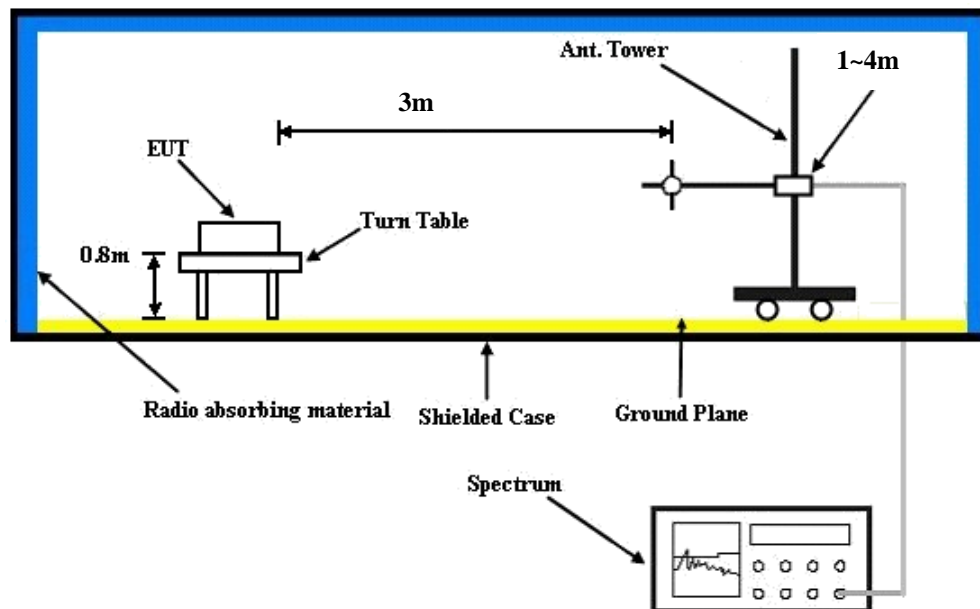 Ant. Tower
1~4m
3m
EUT
Turn Table
0.8m
Radio absorbing material
Shielded Case
Ground Plane
Spectrum